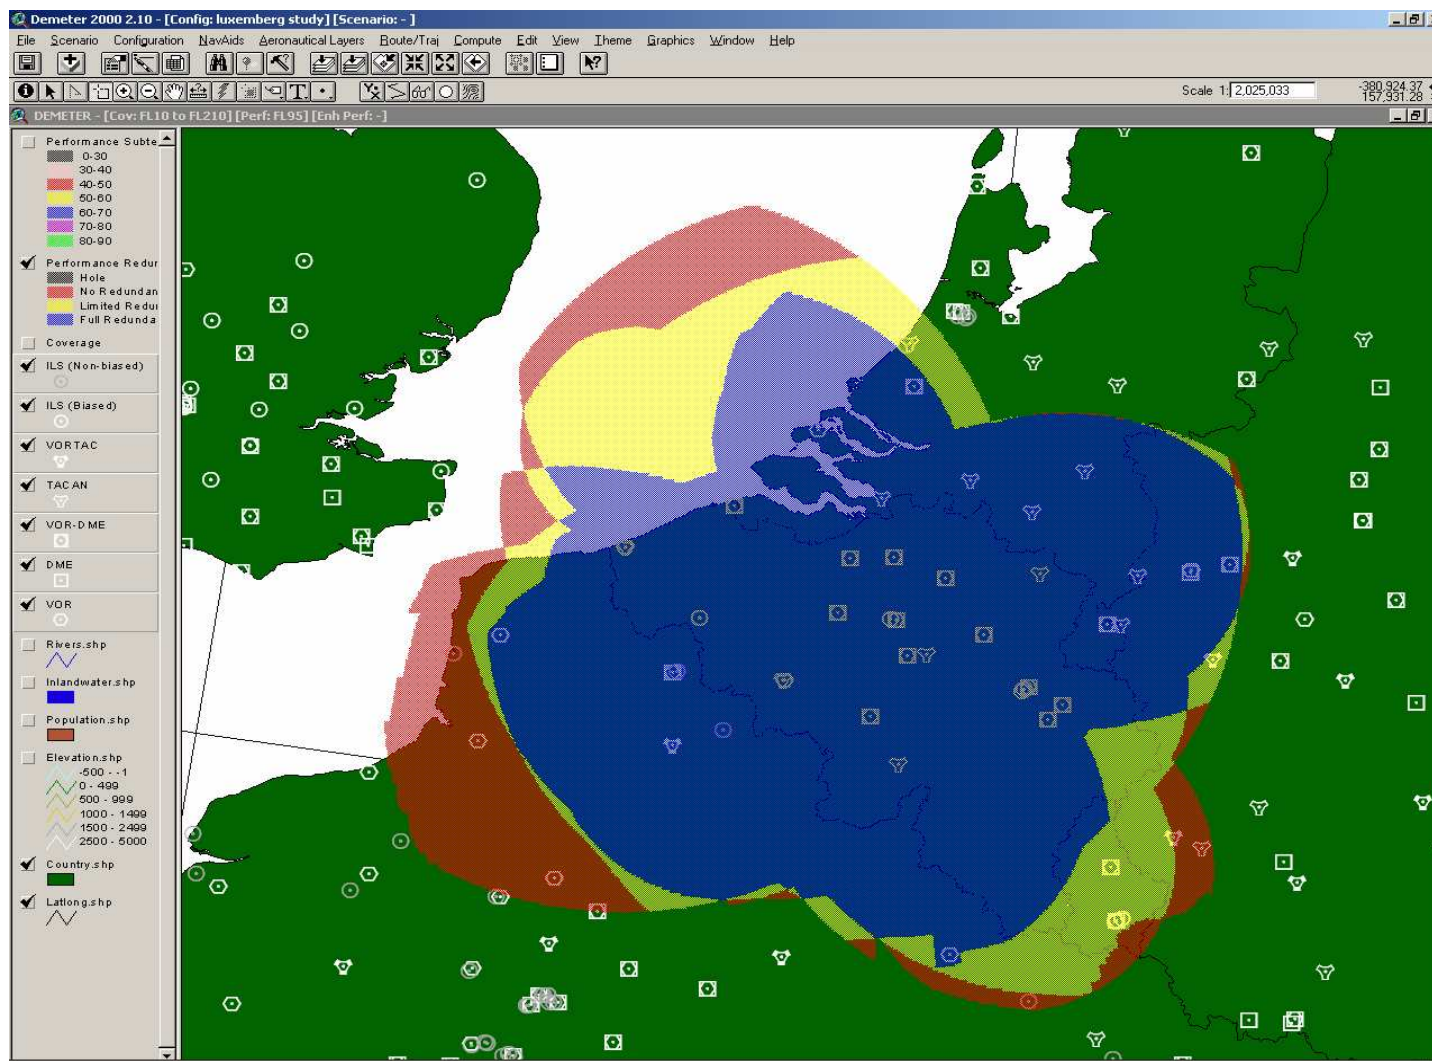 Demeter 2000 2.10 - [Config: luxemberg study] [Scenario: - ]
File Scenario Configuration NavAids Aeronautical Layers Route/Traj Compute Edit View Theme Graphics Window Help
Scale 1: 2,025,033
-380,924.37
157,931.28
DEMETER - [Cov: FL10 to FL210] [Perf: FL95] [Enh Perf: -]
Performance Subte
0-30
30-40
40-50
50-60
60-70
70-80
80-90
Performance Redur
Hole
No Redundan
Limited Redu
Full Redunda
Coverage
ILS (Non-biased)
ILS (Biased)
VORTAC
TACAN
VOR-DME
DME
VOR
Rivers.shp
Inlandwater.shp
Population.shp
Elevation.shp
-500 - -1
0 - 499
500 - 999
1000 - 1499
1500 - 2499
2500 - 5000
Country.shp
Latlong.shp